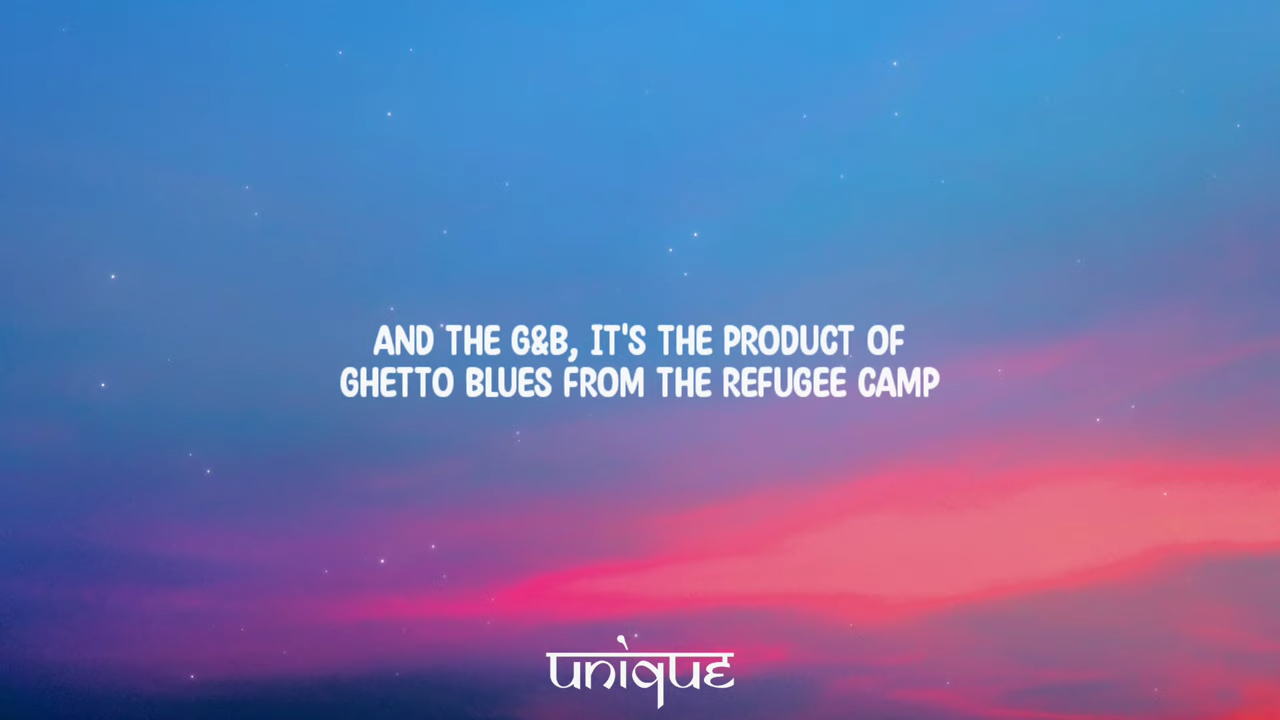 AND THE G&B, IT'S THE PRODUCT OF
GHETTO BLUES FROM THE REFUGEE CAMP
unique